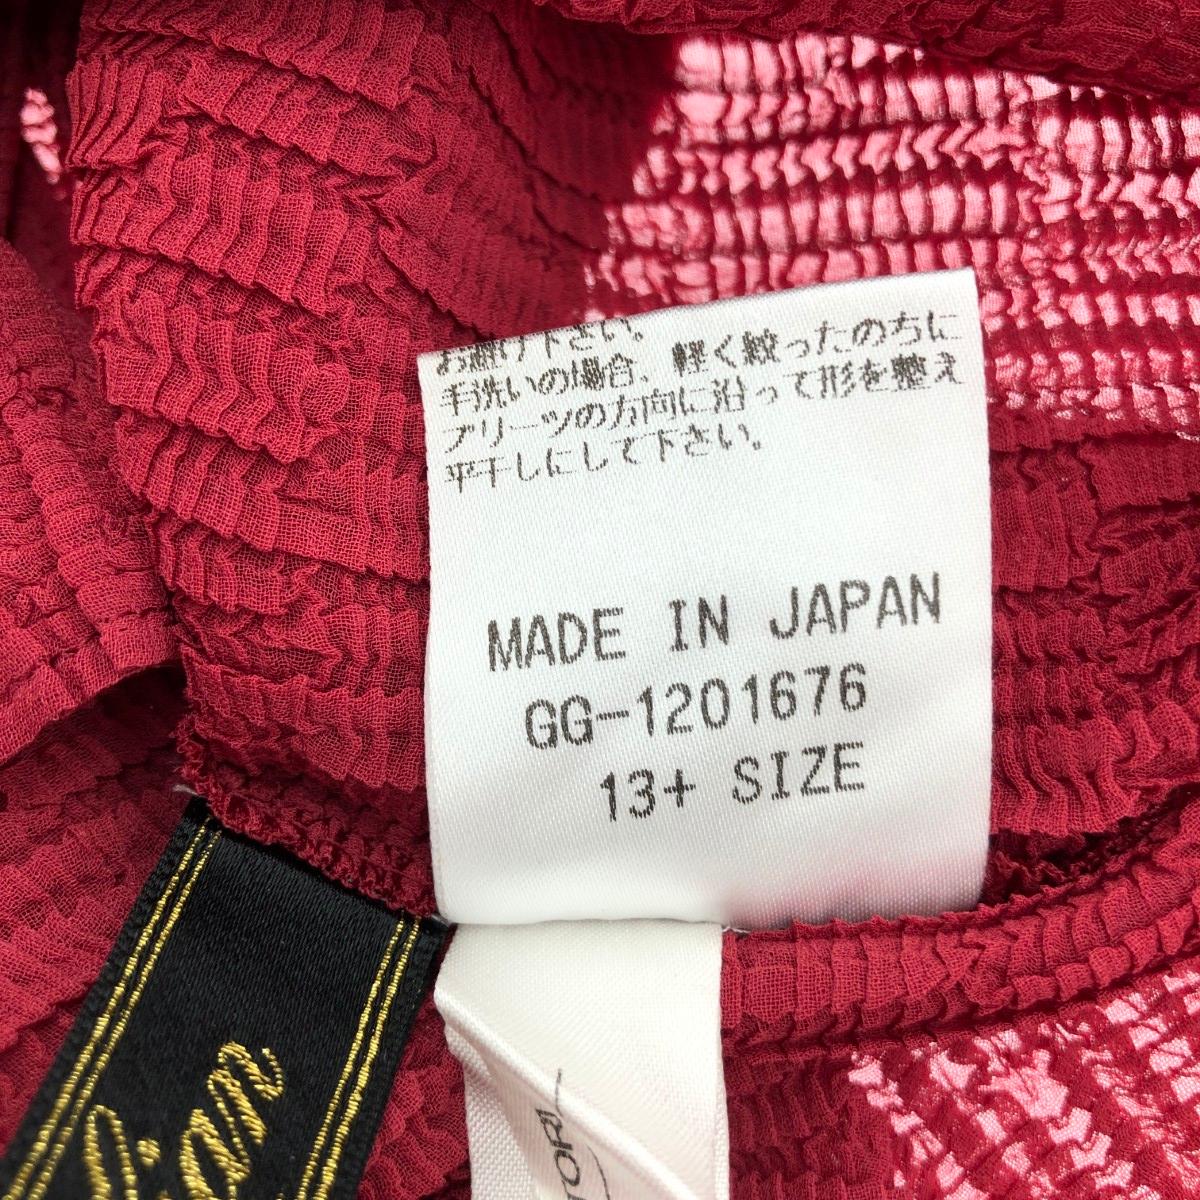 お避け下さい。
手洗いの場合、軽く絞ったのちに
プリーツの方向に沿って形を整え
平干しにして下さい。
MADE IN JAPAN
GG-1201676
13+ SIZE